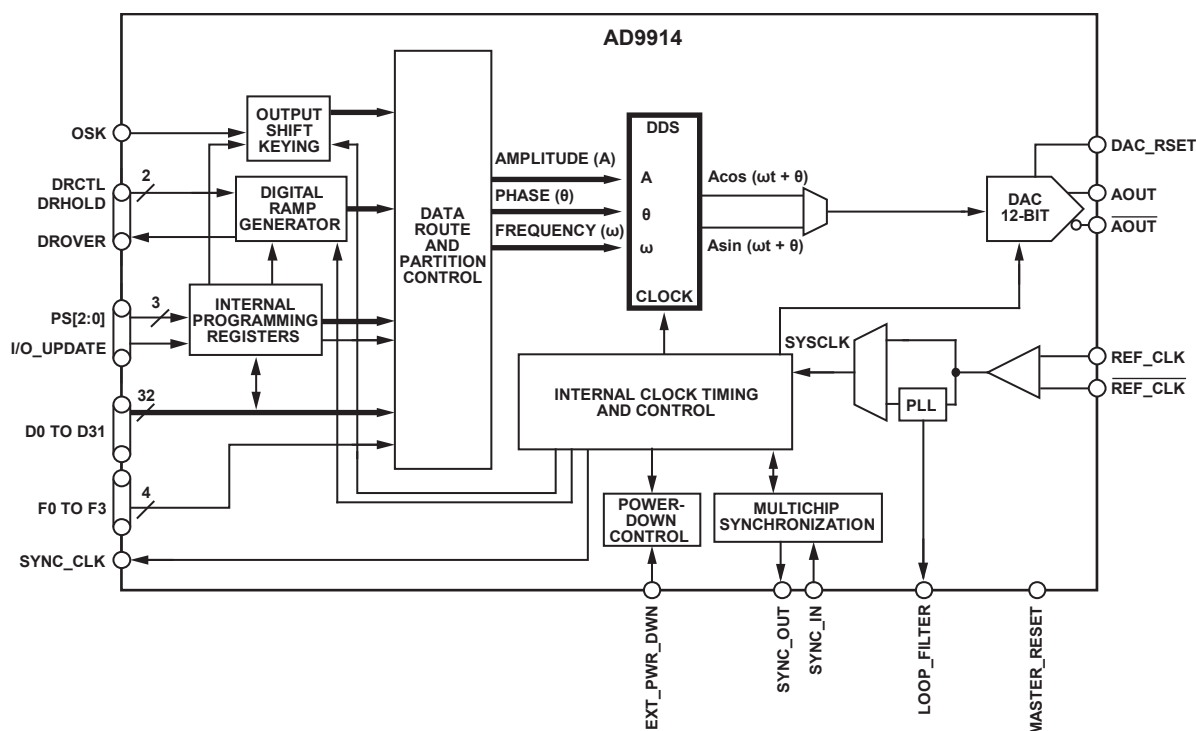 AD9914
OSK
OUTPUT
SHIFT
KEYING
DRCTL
DRHOLD
2
DROVER
DIGITAL
RAMP
GENERATOR
PS[2:0]
3
I/O_UPDATE
INTERNAL
PROGRAMMING
REGISTERS
D0 TO D31
32
F0 TO F3
4
SYNC_CLK
DATA
ROUTE
AND
PARTITION
CONTROL
AMPLITUDE (A)
PHASE (θ)
FREQUENCY (ω)
DDS
A
θ
ω
CLOCK
Acos (ωt + θ)
Asin (ωt + θ)
DAC
12-BIT
DAC_RSET
AOUT
AOUT
SYSCLK
PLL
REF_CLK
REF_CLK
INTERNAL CLOCK TIMING
AND CONTROL
POWER-
DOWN
CONTROL
MULTICHIP
SYNCHRONIZATION
EXT_PWR_DWN
SYNC_OUT
SYNC_IN
LOOP_FILTER
MASTER_RESET